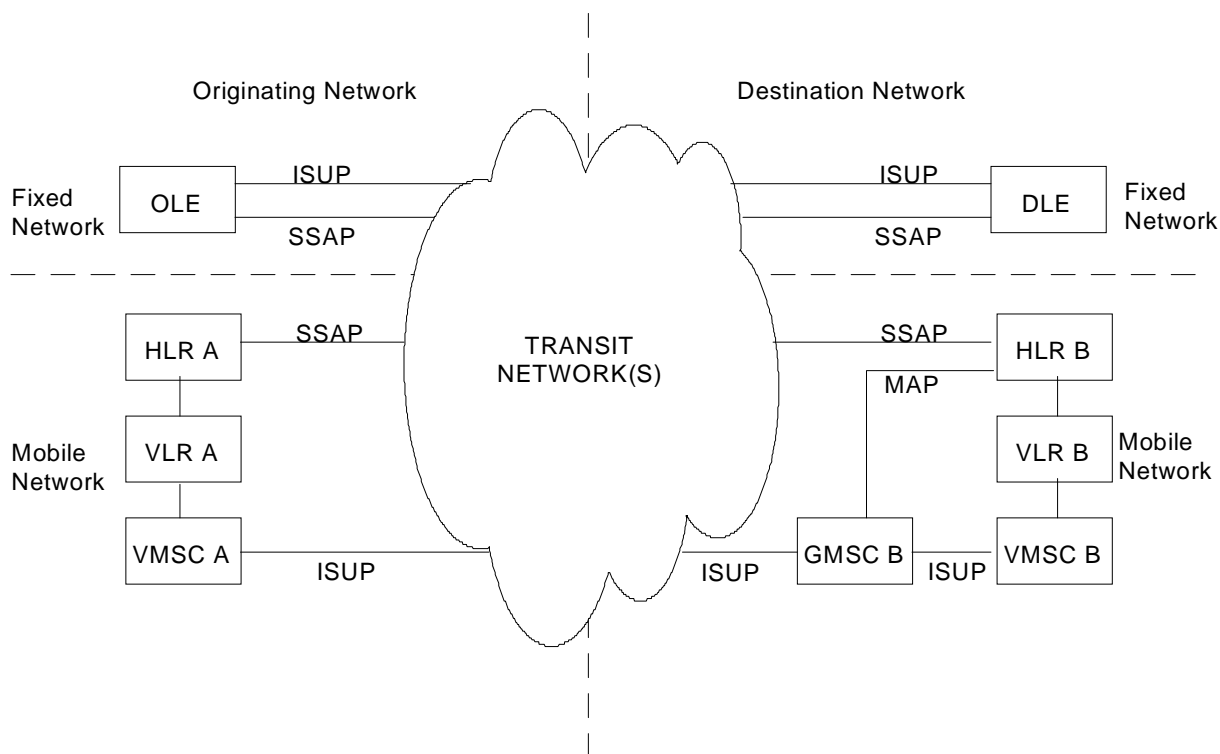 Originating Network
Destination Network
ISUP
ISUP
Fixed
Network
OLE
DLE
Fixed
Network
SSAP
SSAP
SSAP
SSAP
HLR A
TRANSIT
NETWORK(S)
HLR B
MAP
Mobile
Network
VLR A
VLR B
Mobile
Network
VMSC A
GMSC B
VMSC B
ISUP
ISUP
ISUP